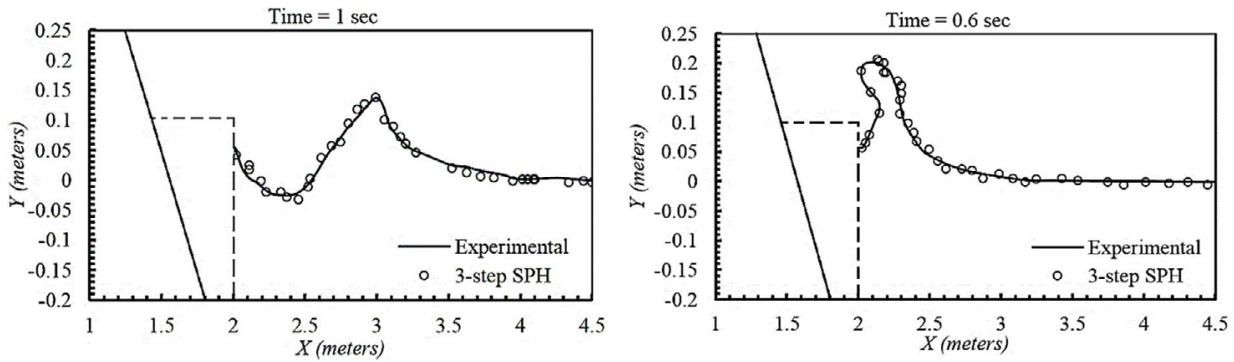 Time = 1 sec
0.25
0.2
0.15
0.1
0.05
0
-0.05
-0.1
-0.15
-0.2
Y (meters)
Experimental
3-step SPH
1 1.5 2 2.5 3 3.5 4 4.5
X (meters)
Time = 0.6 sec
0.25
0.2
0.15
0.1
0.05
0
-0.05
-0.1
-0.15
-0.2
Y (meters)
Experimental
3-step SPH
1 1.5 2 2.5 3 3.5 4 4.5
X (meters)